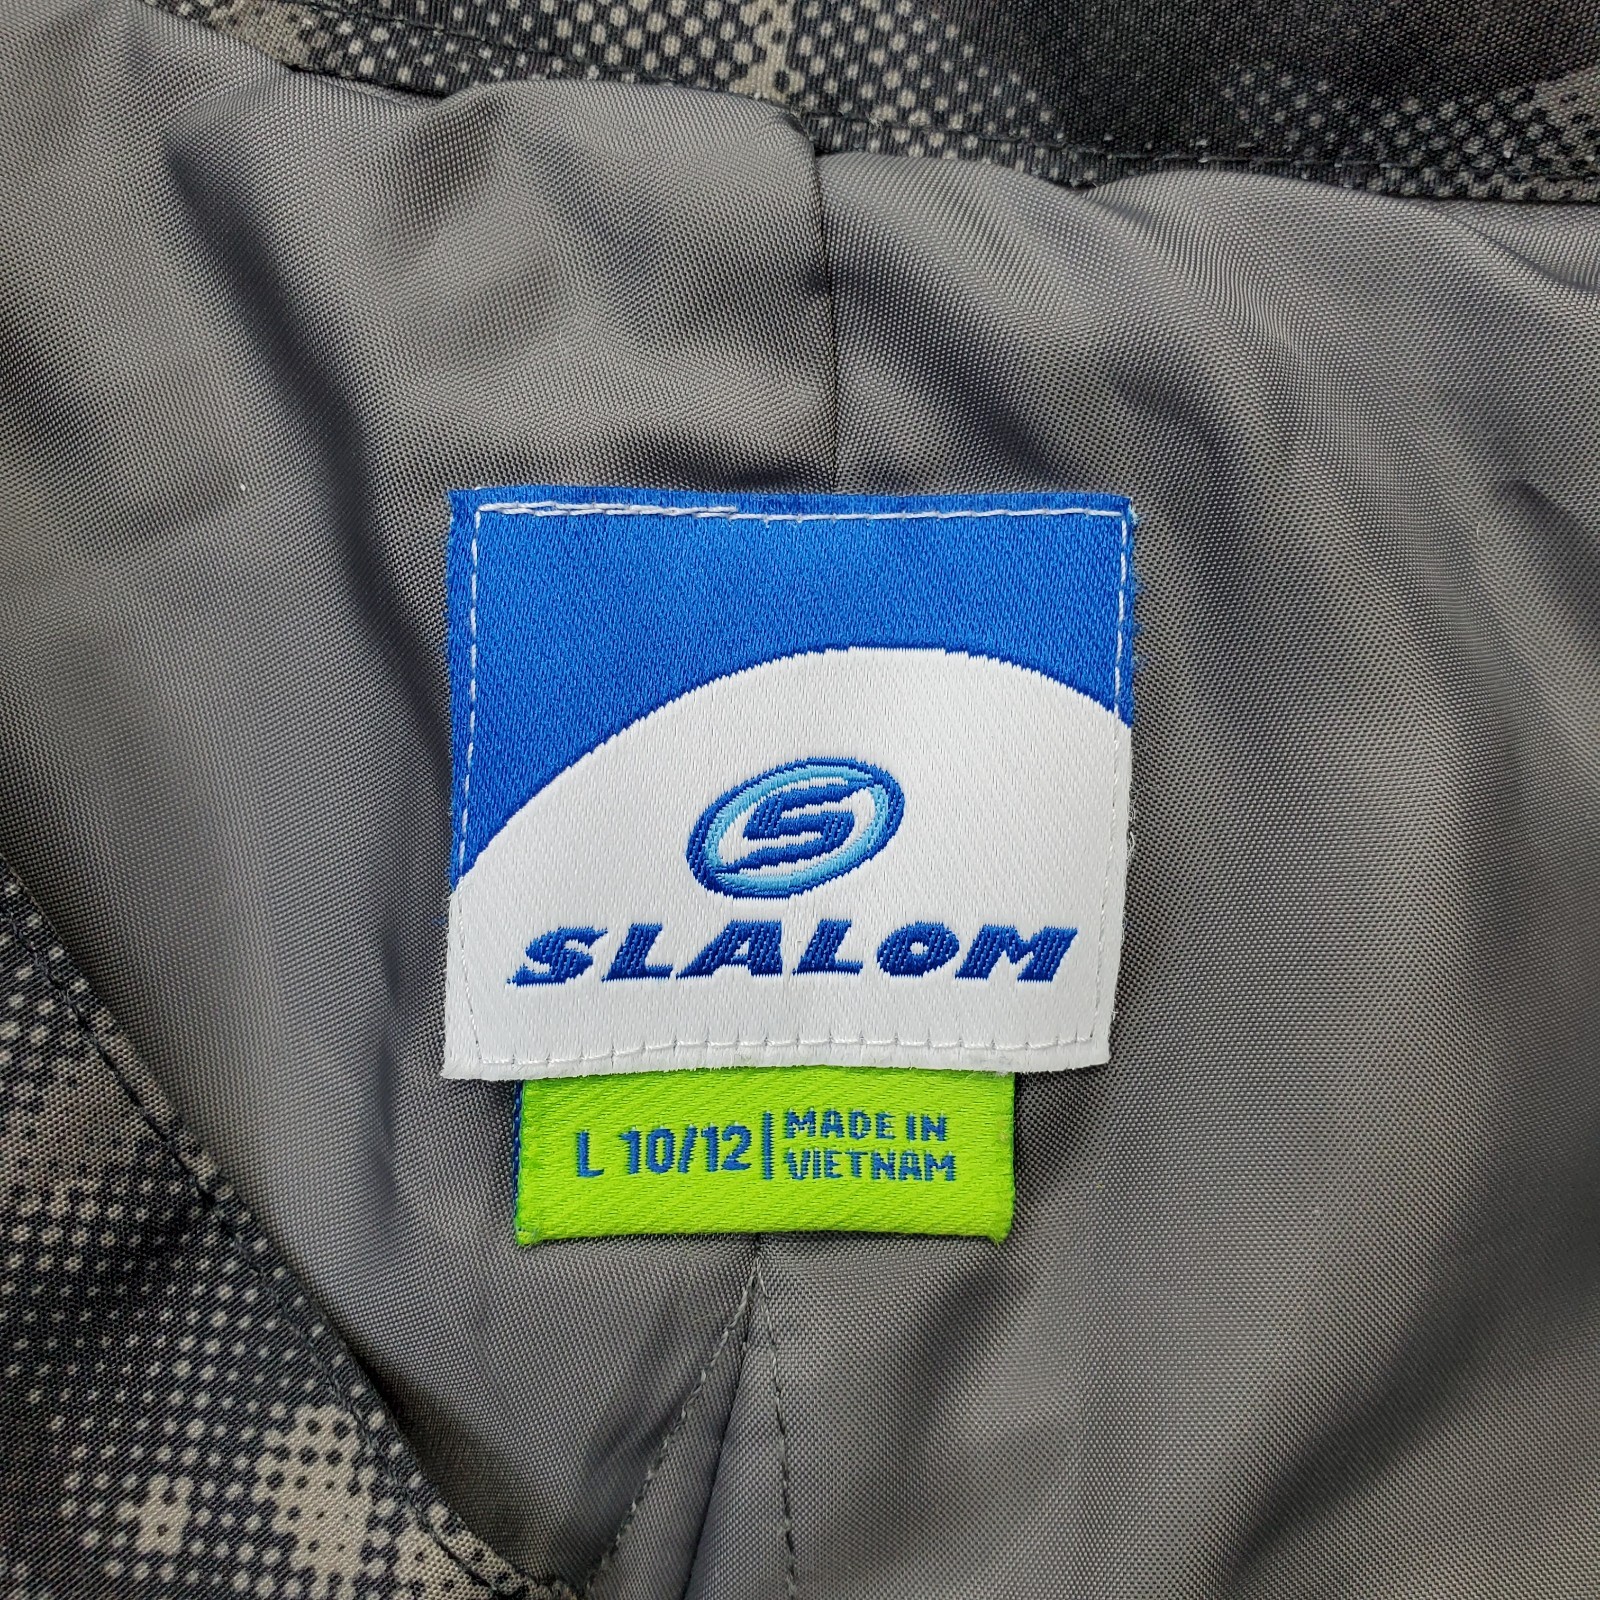 S
SLALOM
L 10/12 | MADE IN
VIETNAM